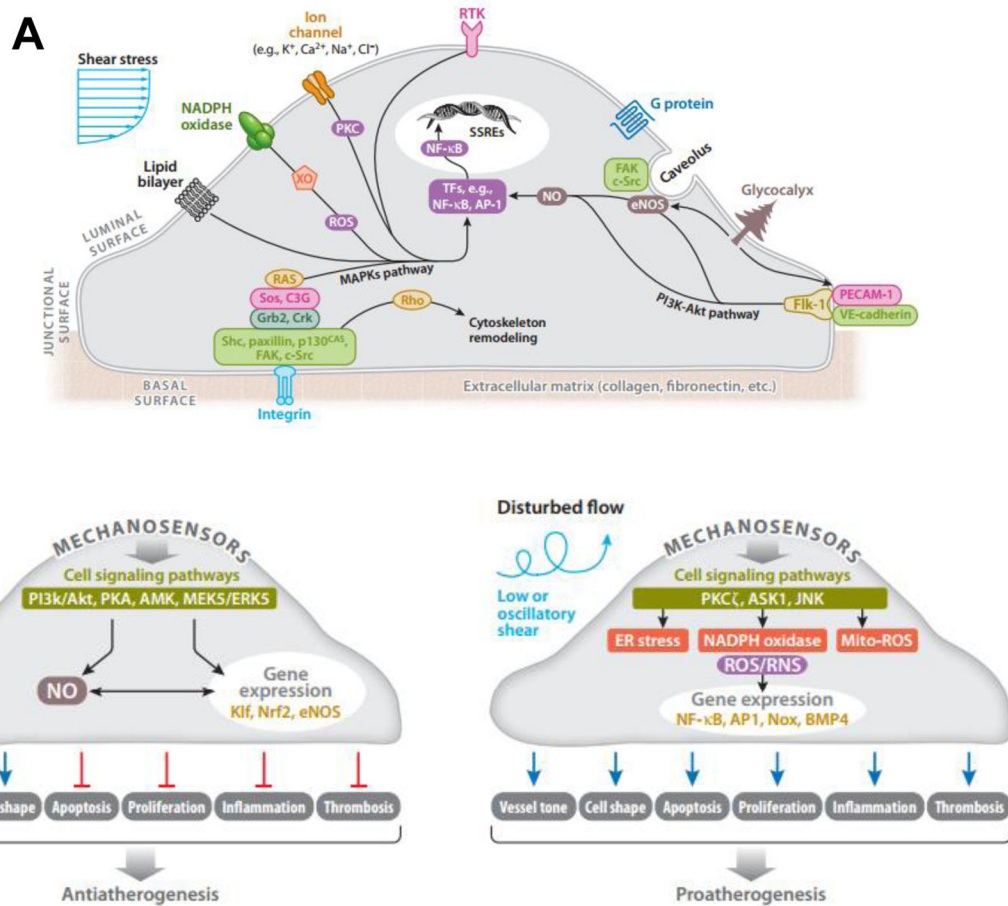 A
Shear stress
Ion
channel
(e.g., K⁺, Ca²⁺, Na⁺, Cl⁻)
RTK
NADPH
oxidase
Lipid
bilayer
PKC
XO
ROS
SSREs
NF-κB
TFs, e.g.,
NF-κB, AP-1
G protein
FAK
c-Src
Caveolus
NO
eNOS
Glycocalyx
LUMINAL
SURFACE
JUNCTIONAL
SURFACE
RAS
MAPKs pathway
Sos, C3G
Grb2, Crk
Shc, paxillin, p130ᶜᴬˢ,
FAK, c-Src
Rho
Cytoskeleton
remodeling
PI3K-Akt pathway
Flk-1
PECAM-1
VE-cadherin
BASAL
SURFACE
Integrin
Extracellular matrix (collagen, fibronectin, etc.)
MECHANOSENSORS
Cell signaling pathways
PI3k/Akt, PKA, AMK, MEK5/ERK5
NO
Gene
expression
Klf, Nrf2, eNOS
shape
Apoptosis
Proliferation
Inflammation
Thrombosis
Antiatherogenesis
Disturbed flow
Low or
oscillatory
shear
MECHANOSENSORS
Cell signaling pathways
PKCζ, ASK1, JNK
ER stress
NADPH oxidase
Mito-ROS
ROS/RNS
Gene expression
NF-κB, AP1, Nox, BMP4
Vessel tone
Cell shape
Apoptosis
Proliferation
Inflammation
Thrombosis
Proatherogenesis